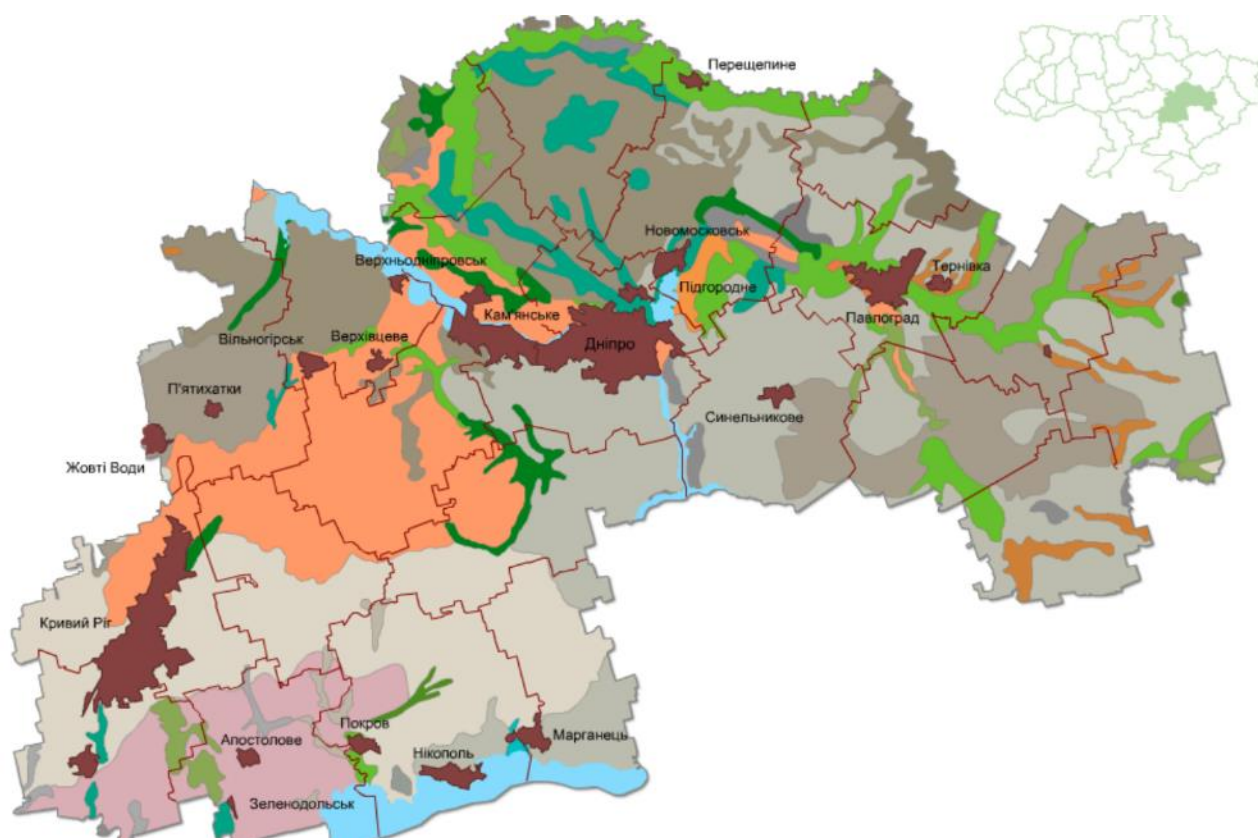 Перещепине
Новомосковськ
Верхньодніпровськ
Тернівка
Підгородне
Кам'янське
Павлоград
Вільногірськ
Верхівцеве
Дніпро
П'ятихатки
Синельникове
Жовті Води
Кривий Ріг
Покров
Марганець
Апостолове
Нікополь
Зеленодольськ